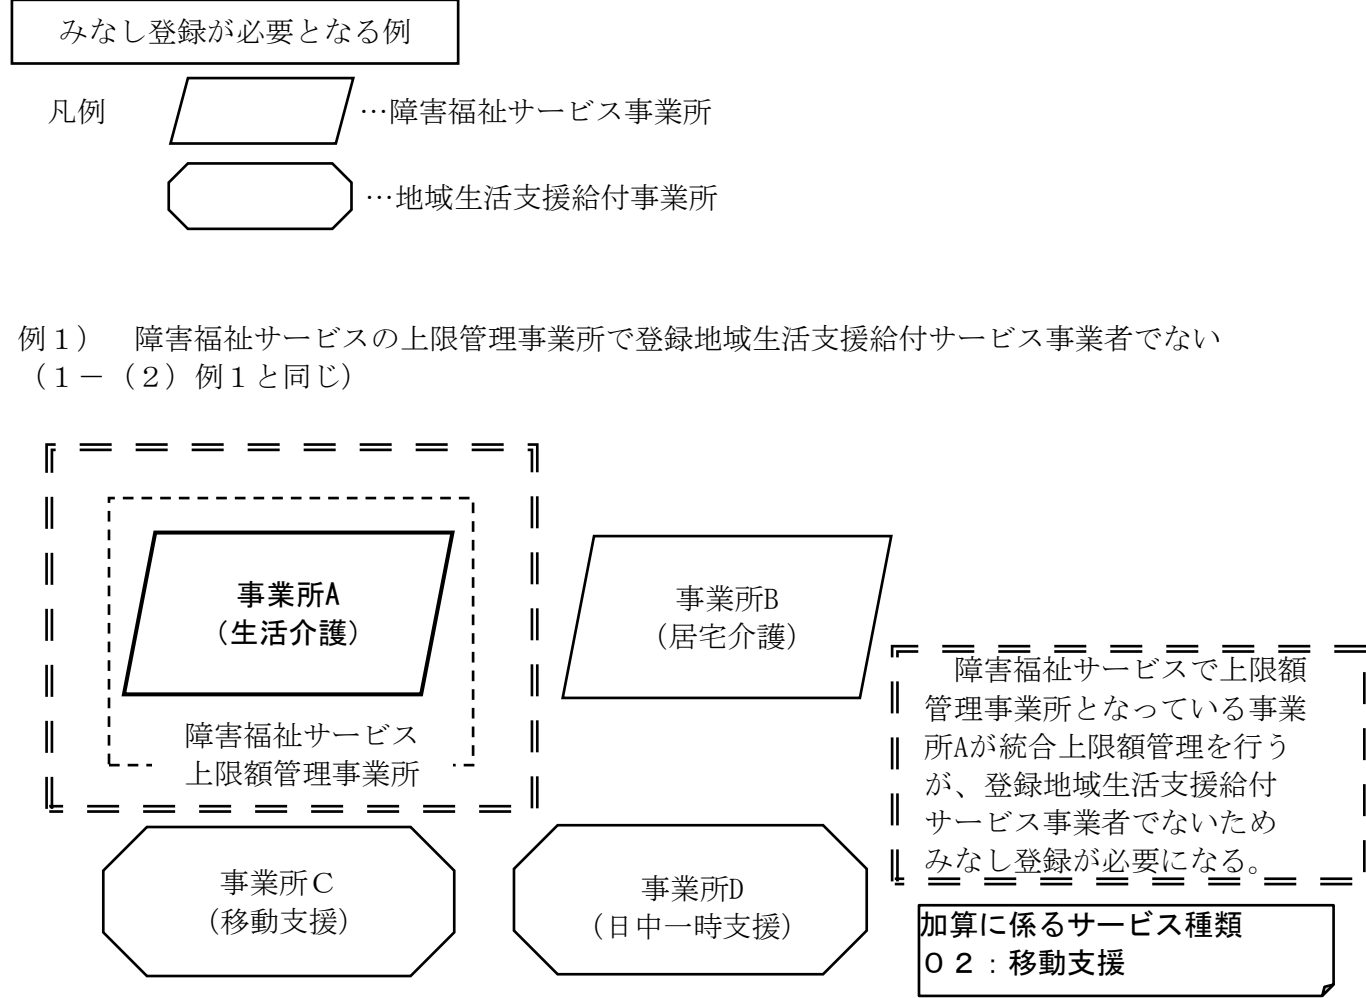 みなし登録が必要となる例
凡例
…障害福祉サービス事業所
…地域生活支援給付事業所
例１）　障害福祉サービスの上限管理事業所で登録地域生活支援給付サービス事業者でない
（１－（２）例１と同じ）
事業所A
（生活介護）
事業所B
（居宅介護）
障害福祉サービス
上限額管理事業所
障害福祉サービスで上限額
管理事業所となっている事業
所Aが統合上限額管理を行う
が、登録地域生活支援給付
サービス事業者でないため
みなし登録が必要になる。
事業所Ｃ
（移動支援）
事業所D
（日中一時支援）
加算に係るサービス種類
０２：移動支援